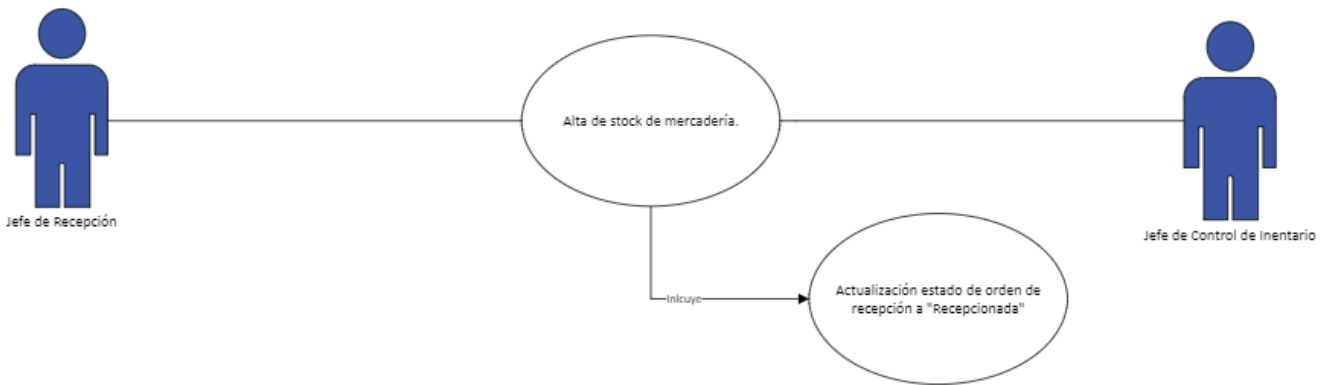 Alta de stock de mercadería.
Jefe de Recepción
Jefe de Control de Inentario
Inlcuye
Actualización estado de orden de
recepción a "Recepcionada"